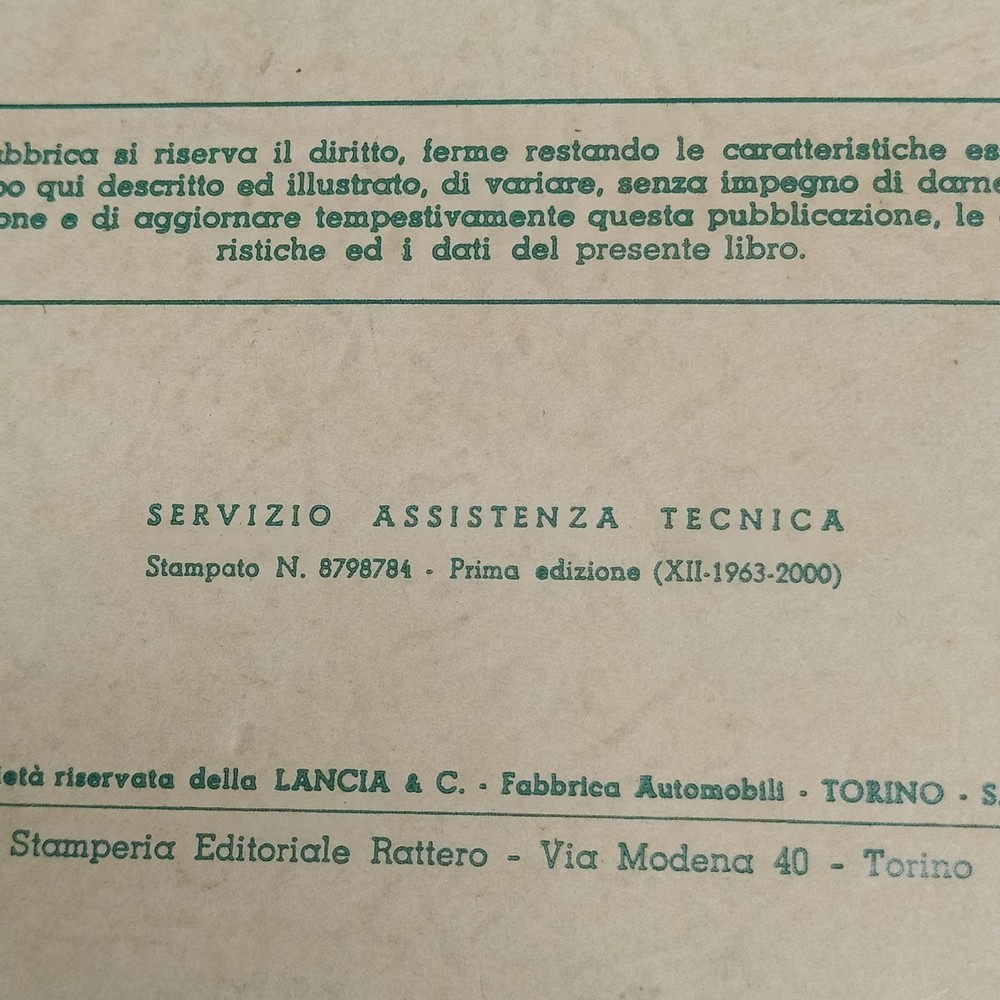 abbrica si riserva il diritto, ferme restando le caratteristiche es
po qui descritto ed illustrato, di variare, senza impegno di darne
one e di aggiornare tempestivamente questa pubblicazione, le
ristiche ed i dati del presente libro.
SERVIZIO ASSISTENZA TECNICA
Stampato N. 8798784 - Prima edizione (XII-1963-2000)
ietà riservata della LANCIA & C. - Fabbrica Automobili - TORINO - S.
Stamperia Editoriale Rattero - Via Modena 40 - Torino